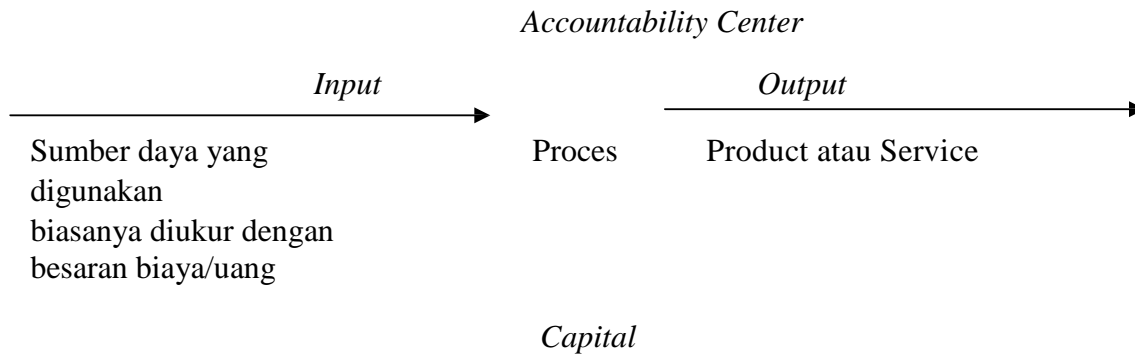 Accountability Center
Input
Output
Sumber daya yang
digunakan
biasanya diukur dengan
besaran biaya/uang
Proces
Product atau Service
Capital